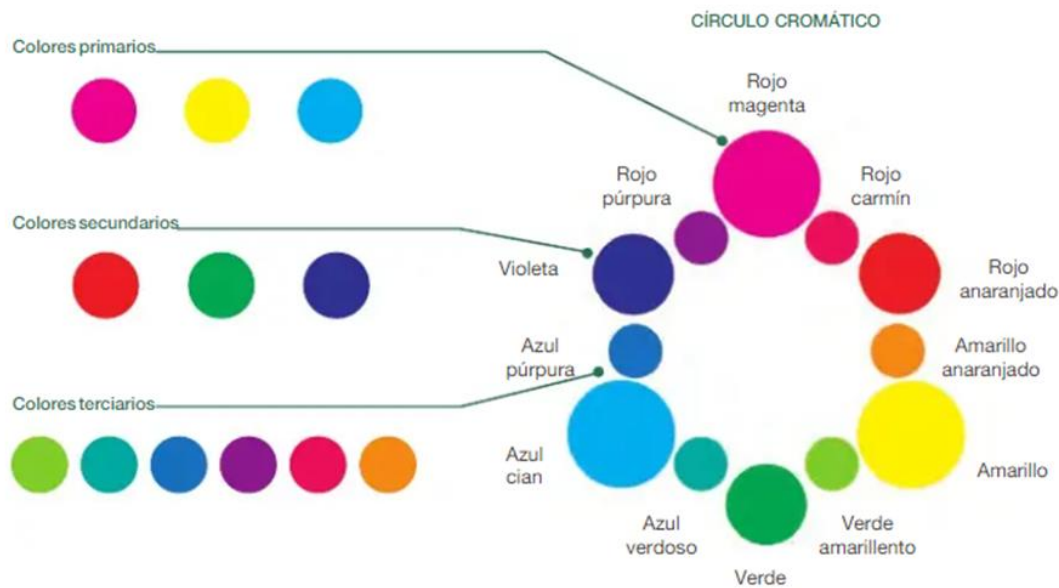 CÍRCULO CROMÁTICO
Colores primarios
Rojo
magenta
Rojo
púrpura
Rojo
carmín
Colores secundarios
Violeta
Rojo
anaranjado
Azul
púrpura
Amarillo
anaranjado
Colores terciarios
Azul
cian
Amarillo
Azul
verdoso
Verde
amarillento
Verde